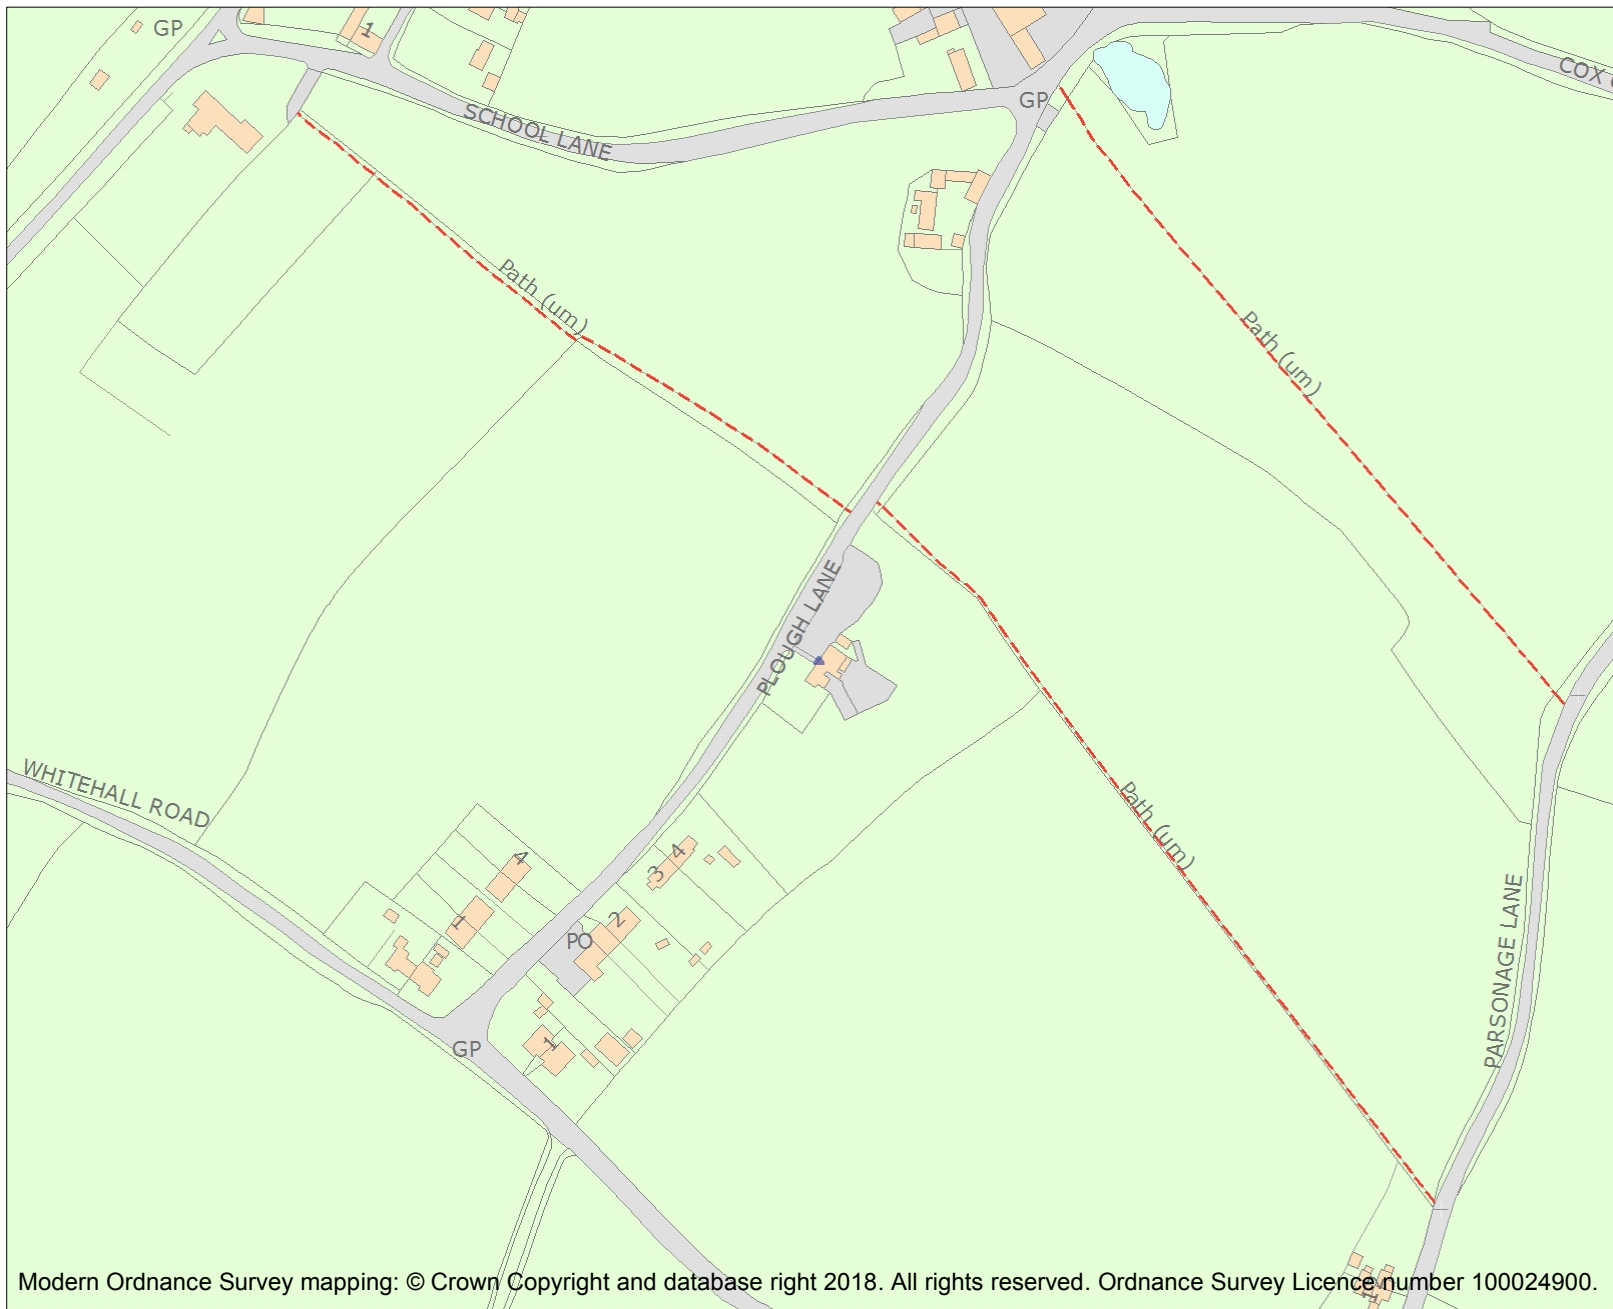 GP
1
SCHOOL LANE
GP
COX
Path (um)
Path (um)
PLOUGH LANE
WHITEHALL ROAD
Path (um)
4
3 4
1
2
PO
PARSONAGE LANE
GP
1
1
Modern Ordnance Survey mapping: © Crown Copyright and database right 2018. All rights reserved. Ordnance Survey Licence number 100024900.